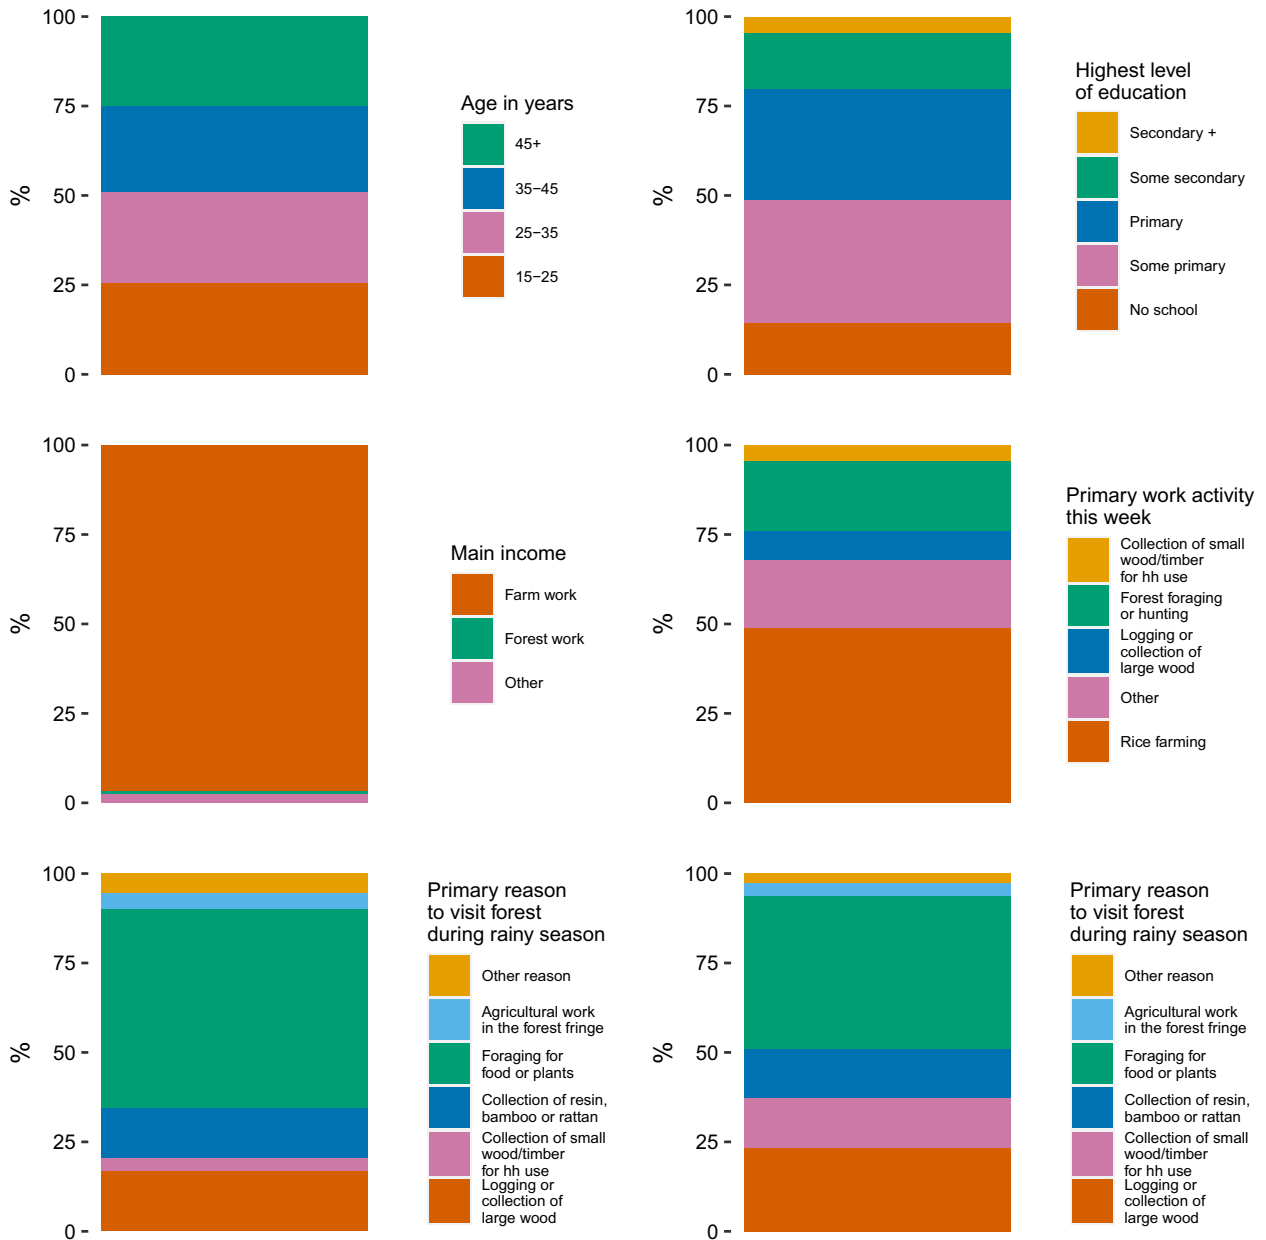 100
75
50
25
0
%
Age in years
45+
35−45
25−35
15−25
100
75
50
25
0
%
Highest level
of education
Secondary +
Some secondary
Primary
Some primary
No school
100
75
50
25
0
%
Main income
Farm work
Forest work
Other
100
75
50
25
0
%
Primary work activity
this week
Collection of small
wood/timber
for hh use
Forest foraging
or hunting
Logging or
collection of
large wood
Other
Rice farming
100
75
50
25
0
%
Primary reason
to visit forest
during rainy season
Other reason
Agricultural work
in the forest fringe
Foraging for
food or plants
Collection of resin,
bamboo or rattan
Collection of small
wood/timber
for hh use
Logging or
collection of
large wood
100
75
50
25
0
%
Primary reason
to visit forest
during rainy season
Other reason
Agricultural work
in the forest fringe
Foraging for
food or plants
Collection of resin,
bamboo or rattan
Collection of small
wood/timber
for hh use
Logging or
collection of
large wood